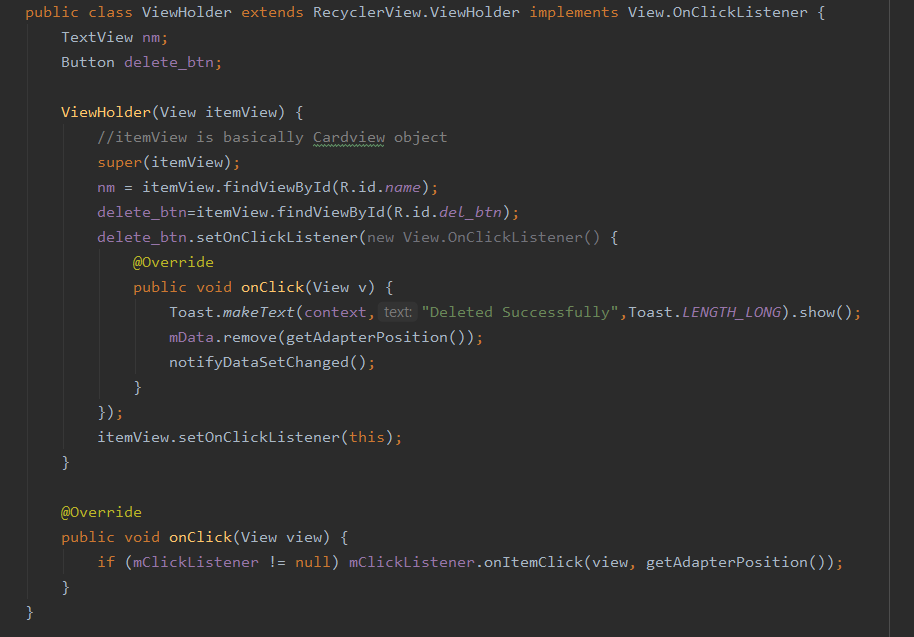 public class ViewHolder extends RecyclerView.ViewHolder implements View.OnClickListener {
TextView nm;
Button delete_btn;
ViewHolder(View itemView) {
//itemView is basically Cardview object
super(itemView);
nm = itemView.findViewById(R.id.name);
delete_btn=itemView.findViewById(R.id.del_btn);
delete_btn.setOnClickListener(new View.OnClickListener() {
@Override
public void onClick(View v) {
Toast.makeText(context, text: "Deleted Successfully",Toast.LENGTH_LONG).show();
mData.remove(getAdapterPosition());
notifyDataSetChanged();
}
});
itemView.setOnClickListener(this);
}
@Override
public void onClick(View view) {
if (mClickListener != null) mClickListener.onItemClick(view, getAdapterPosition());
}
}